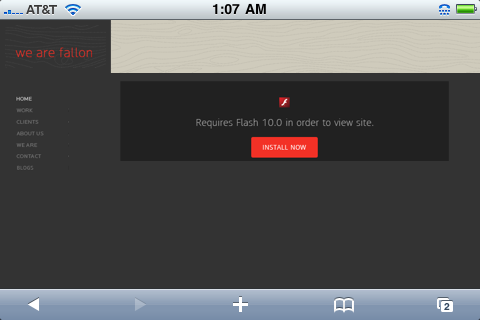 AT&T 1:07 AM
we are fallon
HOME
WORK
CLIENTS
ABOUT US
WE ARE
CONTACT
BLOGS
Requires Flash 10.0 in order to view site.
INSTALL NOW
2